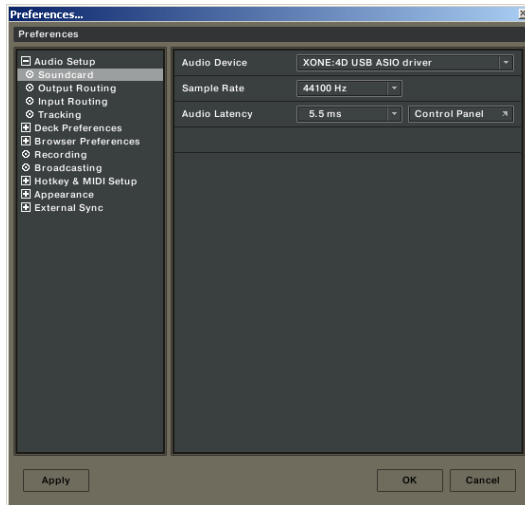 Preferences...
Preferences
Audio Setup
Soundcard
Output Routing
Input Routing
Tracking
Deck Preferences
Browser Preferences
Recording
Broadcasting
Hotkey & MIDI Setup
Appearance
External Sync
Audio Device XONE:4D USB ASIO driver
Sample Rate 44100 Hz
Audio Latency 5.5 ms Control Panel
Apply OK Cancel